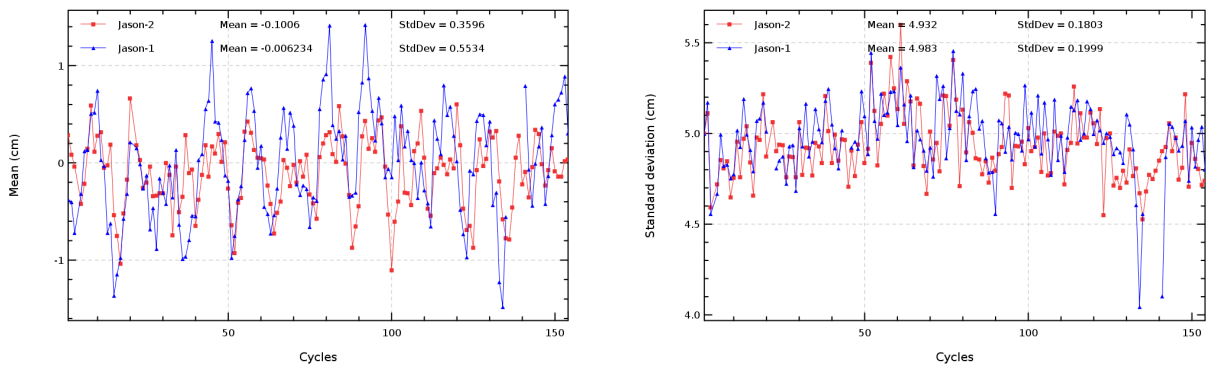 Jason-2 Mean = -0.1006 StdDev = 0.3596
Jason-1 Mean = -0.006234 StdDev = 0.5534
1
0
-1
Mean (cm)
50 100 150
Cycles
Jason-2 Mean = 4.932 StdDev = 0.1803
Jason-1 Mean = 4.983 StdDev = 0.1999
5.5
5.0
4.5
4.0
Standard deviation (cm)
50 100 150
Cycles